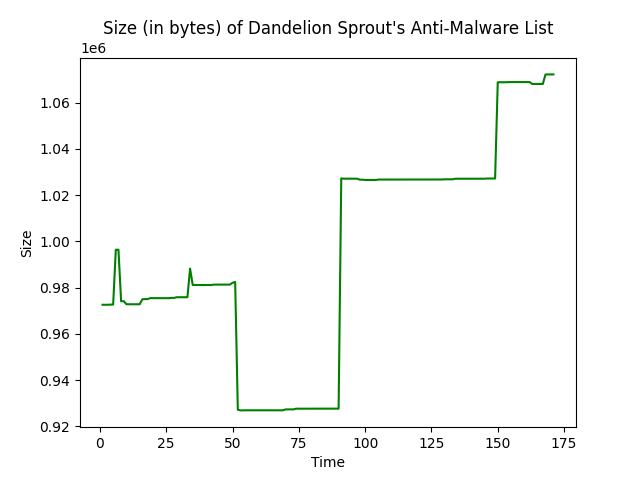 Size (in bytes) of Dandelion Sprout's Anti-Malware List
1e6
1.06
1.04
1.02
1.00
0.98
0.96
0.94
0.92
Size
0 25 50 75 100 125 150 175
Time